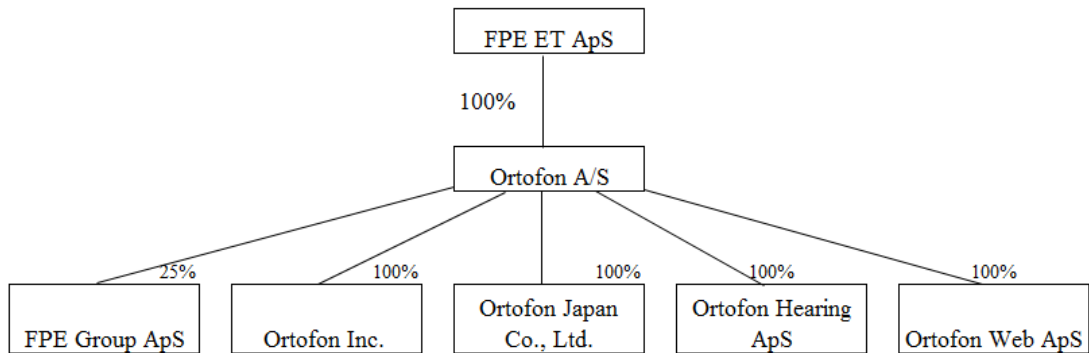 FPE ET ApS
100%
Ortofon A/S
25%
100%
100%
100%
100%
FPE Group ApS
Ortofon Inc.
Ortofon Japan
Co., Ltd.
Ortofon Hearing
ApS
Ortofon Web ApS